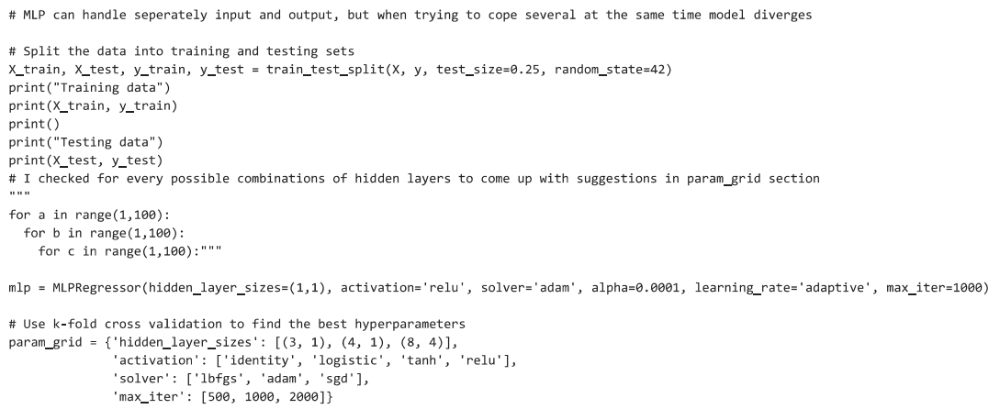 # MLP can handle seperately input and output, but when trying to cope several at the same time model diverges
# Split the data into training and testing sets
X_train, X_test, y_train, y_test = train_test_split(X, y, test_size=0.25, random_state=42)
print("Training data")
print(X_train, y_train)
print()
print("Testing data")
print(X_test, y_test)
# I checked for every possible combinations of hidden layers to come up with suggestions in param_grid section
"""
for a in range(1,100):
  for b in range(1,100):
    for c in range(1,100):"""
mlp = MLPRegressor(hidden_layer_sizes=(1,1), activation='relu', solver='adam', alpha=0.0001, learning_rate='adaptive', max_iter=1000)
# Use k-fold cross validation to find the best hyperparameters
param_grid = {'hidden_layer_sizes': [(3, 1), (4, 1), (8, 4)],
              'activation': ['identity', 'logistic', 'tanh', 'relu'],
              'solver': ['lbfgs', 'adam', 'sgd'],
              'max_iter': [500, 1000, 2000]}